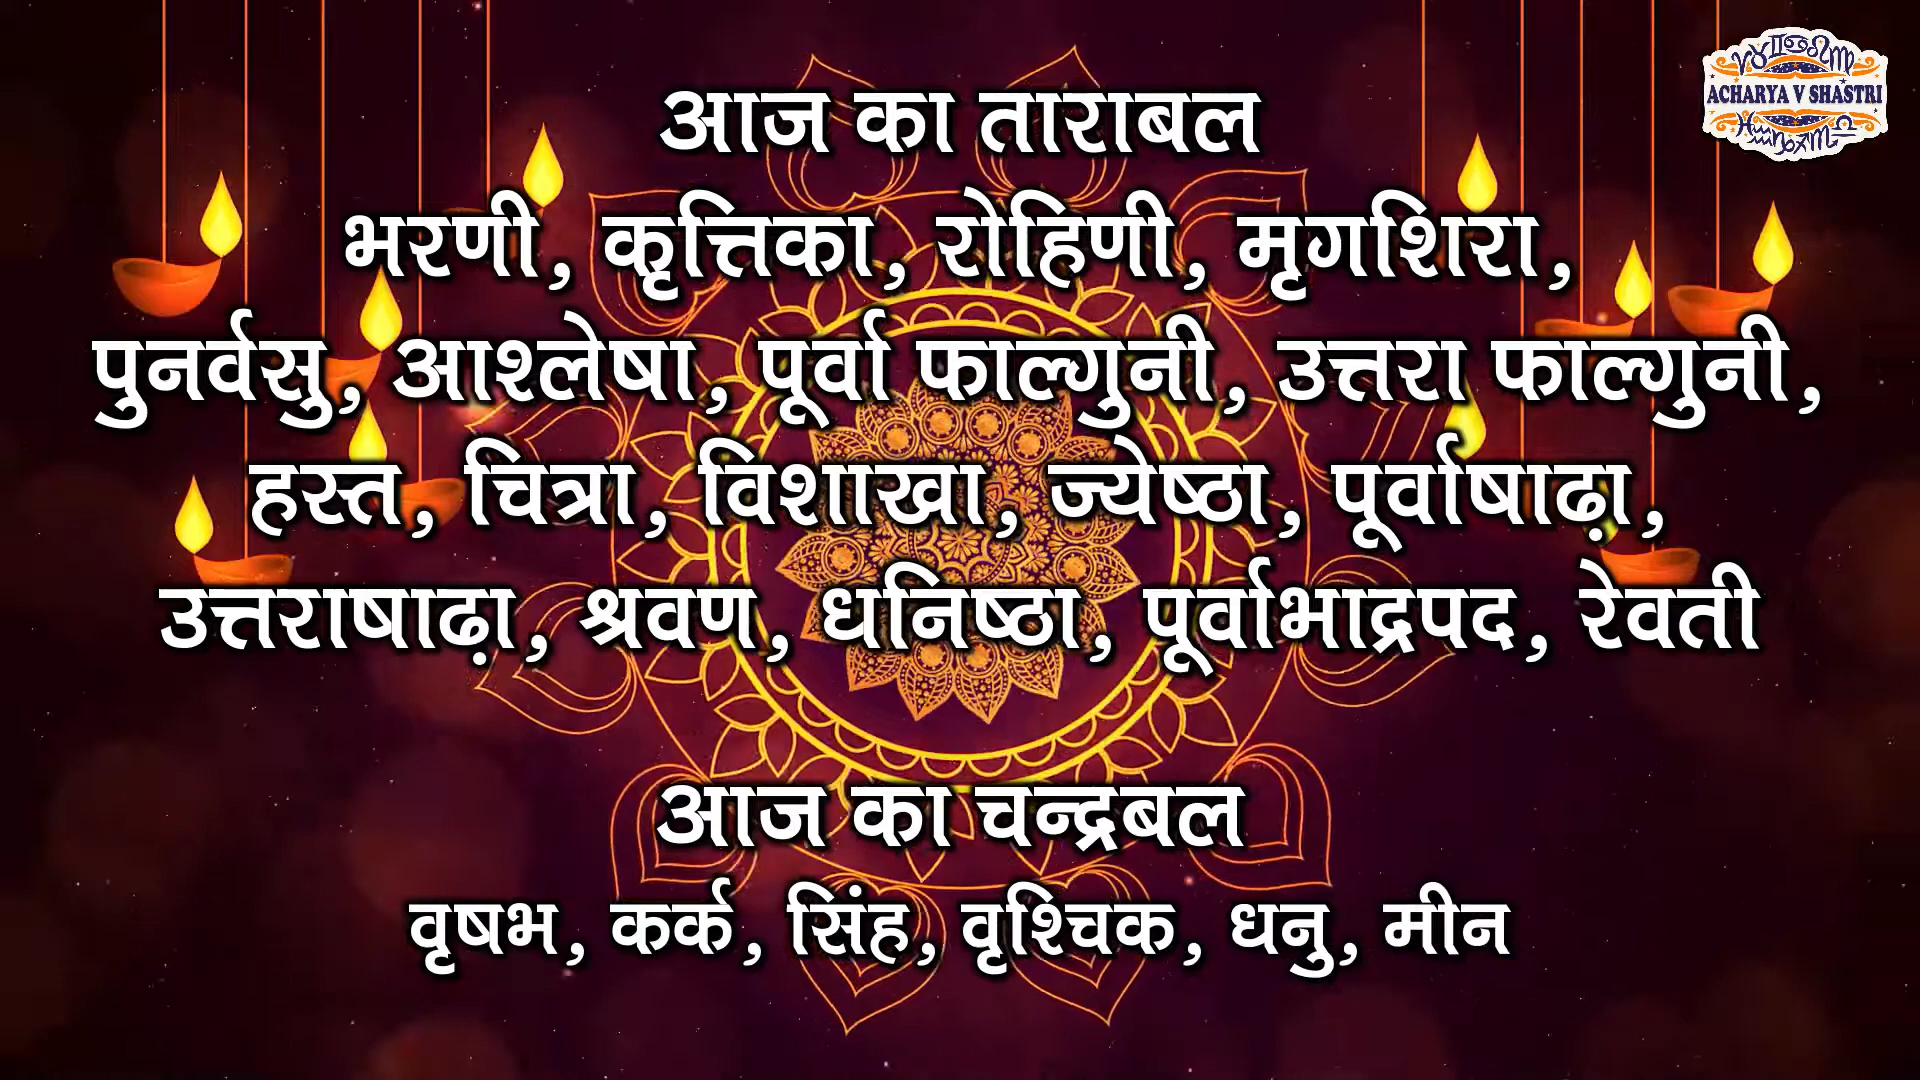 आज का ताराबल
ACHARYA V SHASTRI
भरणी, कृत्तिका, रोहिणी, मृगशिरा,
पुनर्वसु, आश्लेषा, पूर्वा फाल्गुनी, उत्तरा फाल्गुनी,
हस्त, चित्रा, विशाखा, ज्येष्ठा, पूर्वाषाढ़ा,
उत्तराषाढ़ा, श्रवण, धनिष्ठा, पूर्वाभाद्रपद, रेवती
आज का चन्द्रबल
वृषभ, कर्क, सिंह, वृश्चिक, धनु, मीन